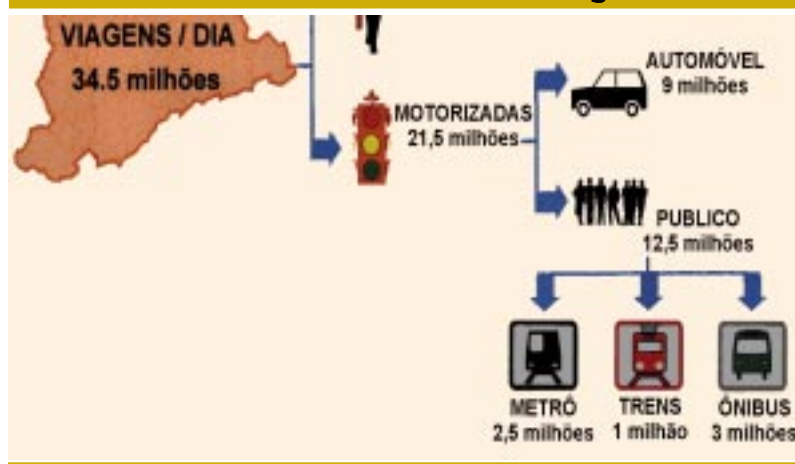 VIAGENS / DIA
34.5 milhões
MOTORIZADAS
21,5 milhões
AUTOMÓVEL
9 milhões
PUBLICO
12,5 milhões
METRÔ
2,5 milhões
TRENS
1 milhão
ÔNIBUS
3 milhões